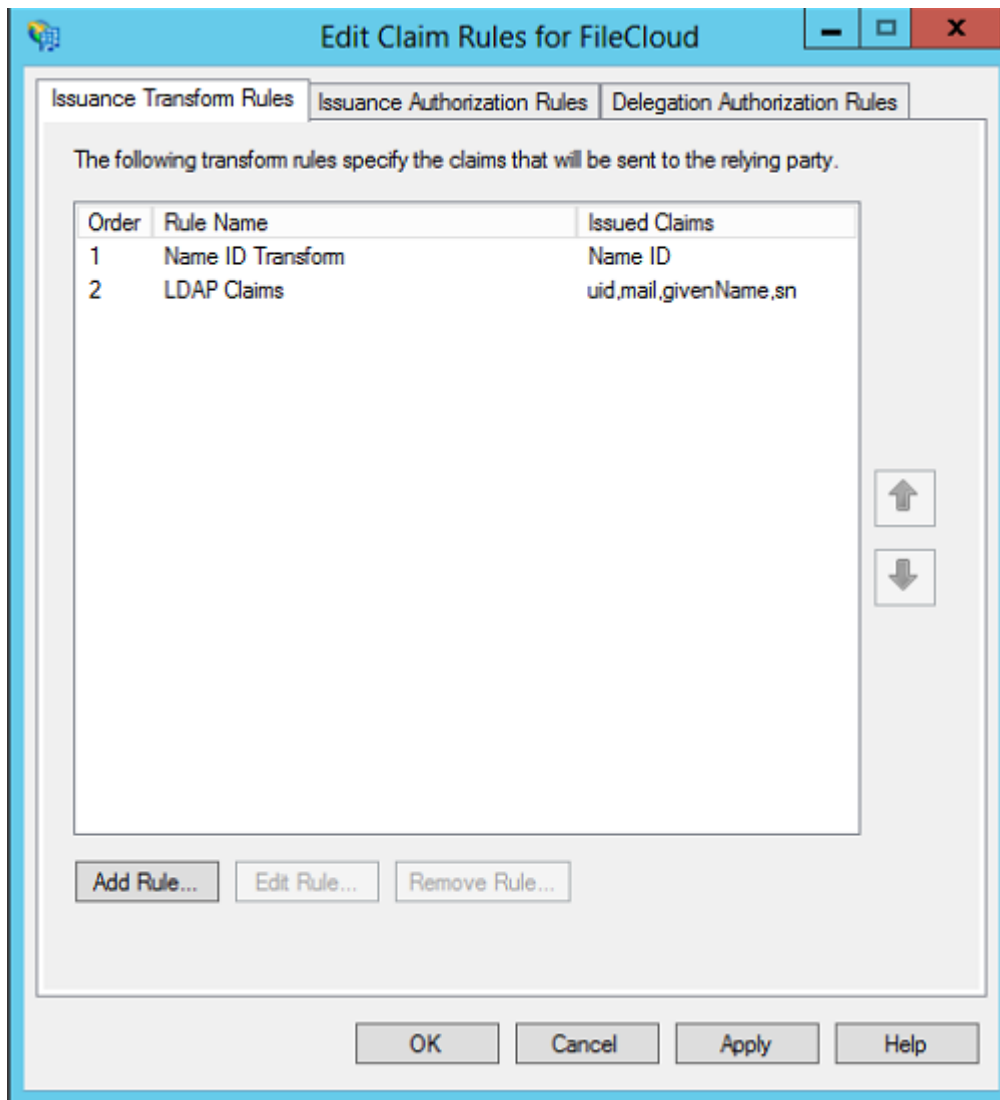 Edit Claim Rules for FileCloud
Issuance Transform Rules Issuance Authorization Rules Delegation Authorization Rules
The following transform rules specify the claims that will be sent to the relying party.
Order Rule Name Issued Claims
1 Name ID Transform Name ID
2 LDAP Claims uid,mail,givenName,sn
Add Rule... Edit Rule... Remove Rule...
OK Cancel Apply Help